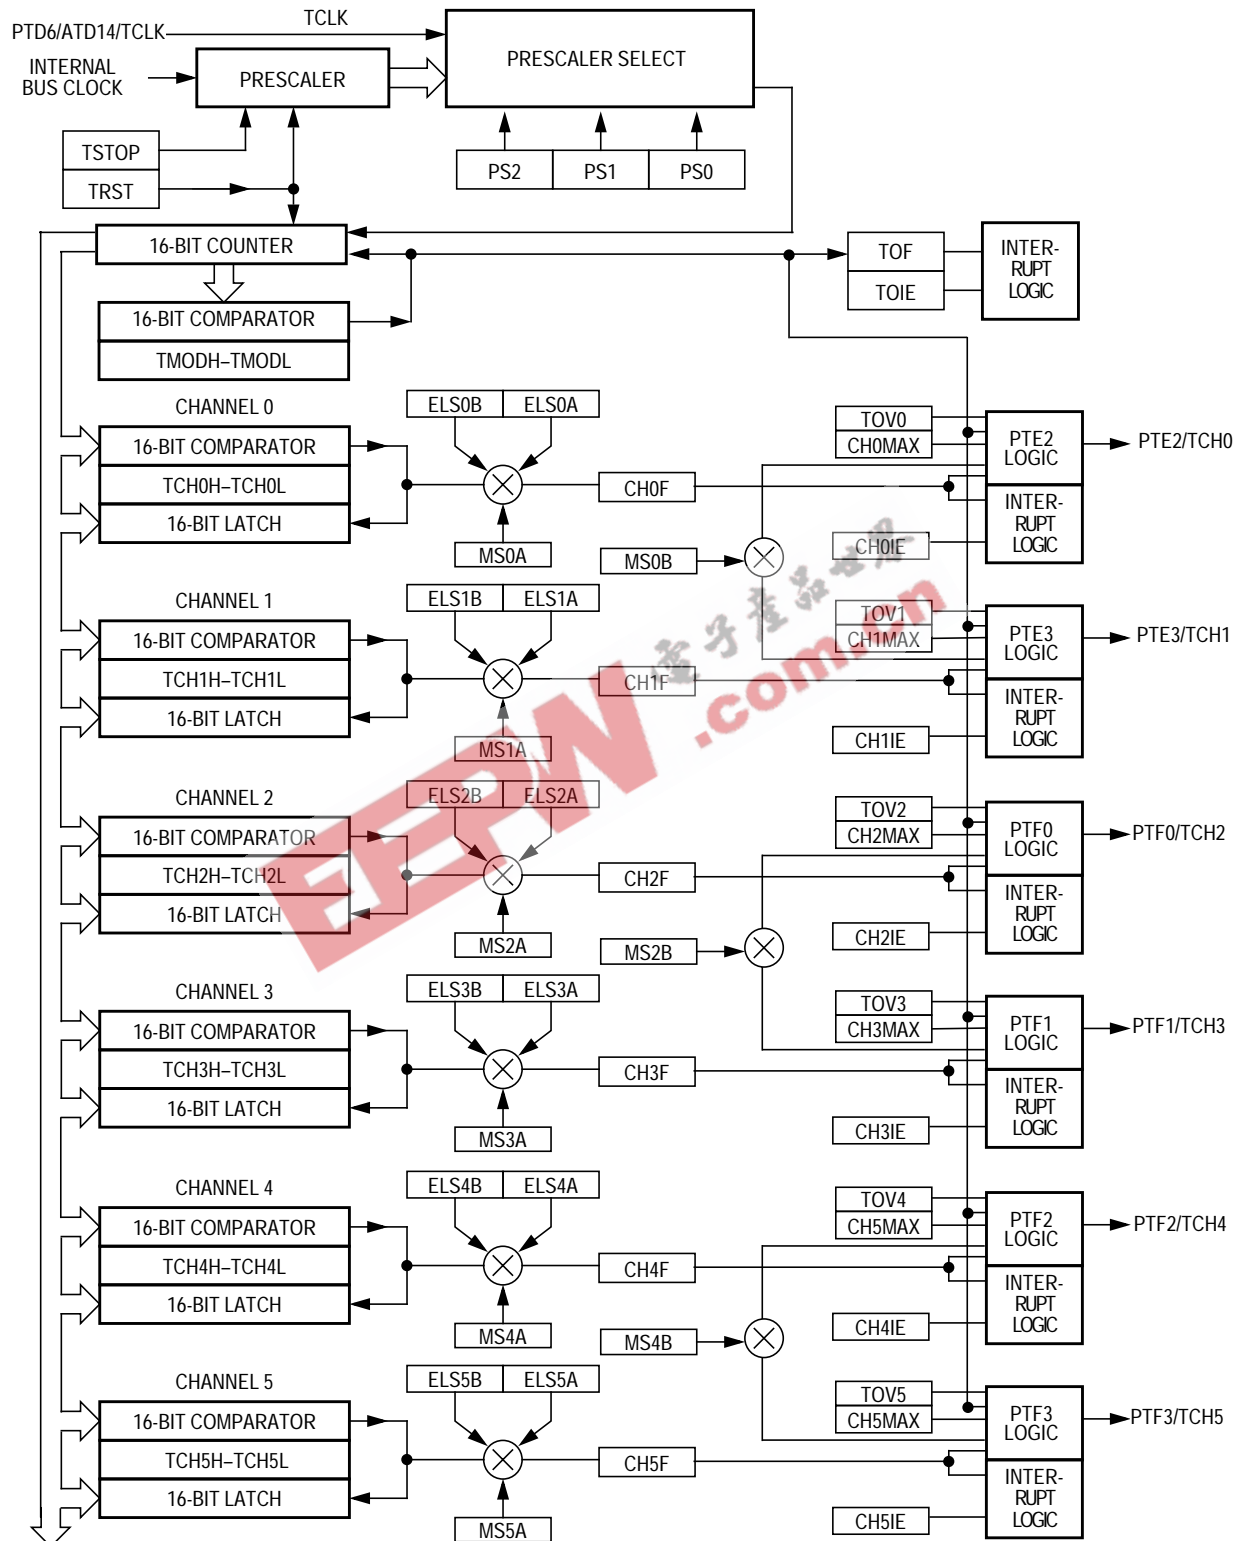 TCLK
PTD6/ATD14/TCLK
PRESCALER SELECT
INTERNAL
BUS CLOCK
PRESCALER
TSTOP
TRST
PS2 PS1 PS0
16-BIT COUNTER
TOF
TOIE
INTER-
RUPT
LOGIC
16-BIT COMPARATOR
TMODH–TMODL
CHANNEL 0
16-BIT COMPARATOR
TCH0H–TCH0L
16-BIT LATCH
ELS0B ELS0A
MS0A
CH0F
MS0B
TOV0
CH0MAX
CH0IE
PTE2
LOGIC
INTER-
RUPT
LOGIC
PTE2/TCH0
CHANNEL 1
16-BIT COMPARATOR
TCH1H–TCH1L
16-BIT LATCH
ELS1B ELS1A
MS1A
CH1F
TOV1
CH1MAX
CH1IE
PTE3
LOGIC
INTER-
RUPT
LOGIC
PTE3/TCH1
CHANNEL 2
16-BIT COMPARATOR
TCH2H–TCH2L
16-BIT LATCH
ELS2B ELS2A
MS2A
CH2F
MS2B
TOV2
CH2MAX
CH2IE
PTF0
LOGIC
INTER-
RUPT
LOGIC
PTF0/TCH2
CHANNEL 3
16-BIT COMPARATOR
TCH3H–TCH3L
16-BIT LATCH
ELS3B ELS3A
MS3A
CH3F
TOV3
CH3MAX
CH3IE
PTF1
LOGIC
INTER-
RUPT
LOGIC
PTF1/TCH3
CHANNEL 4
16-BIT COMPARATOR
TCH4H–TCH4L
16-BIT LATCH
ELS4B ELS4A
MS4A
CH4F
MS4B
TOV4
CH5MAX
CH4IE
PTF2
LOGIC
INTER-
RUPT
LOGIC
PTF2/TCH4
CHANNEL 5
16-BIT COMPARATOR
TCH5H–TCH5L
16-BIT LATCH
ELS5B ELS5A
MS5A
CH5F
TOV5
CH5MAX
CH5IE
PTF3
LOGIC
INTER-
RUPT
LOGIC
PTF3/TCH5
EEPW.com.cn
電子產品世界